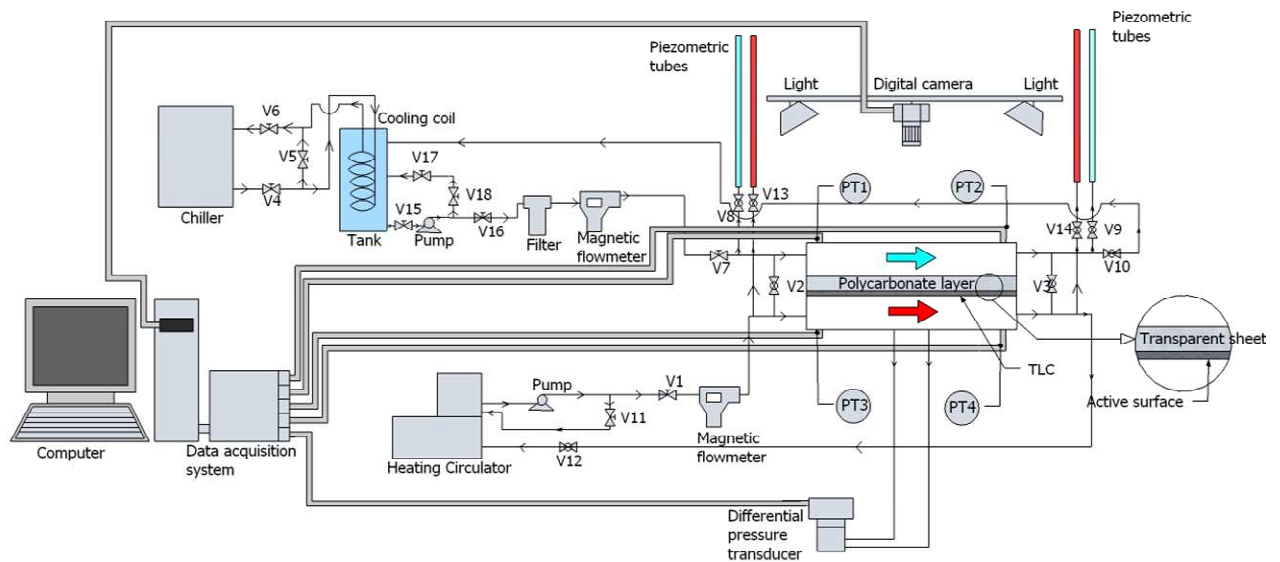 Piezometric
tubes
Piezometric
tubes
Light
Digital camera
Light
V6
Cooling coil
V5
V17
V4
V18
V13
PT1
PT2
Chiller
V15
V8
Tank
Pump
V16
Filter
Magnetic
flowmeter
V14
V9
V7
V10
V2
Polycarbonate layer
V3
Transparent sheet
TLC
Pump
V1
V11
PT3
PT4
Active surface
Magnetic
flowmeter
Computer
Data acquisition
system
Heating Circulator
V12
Differential
pressure
transducer